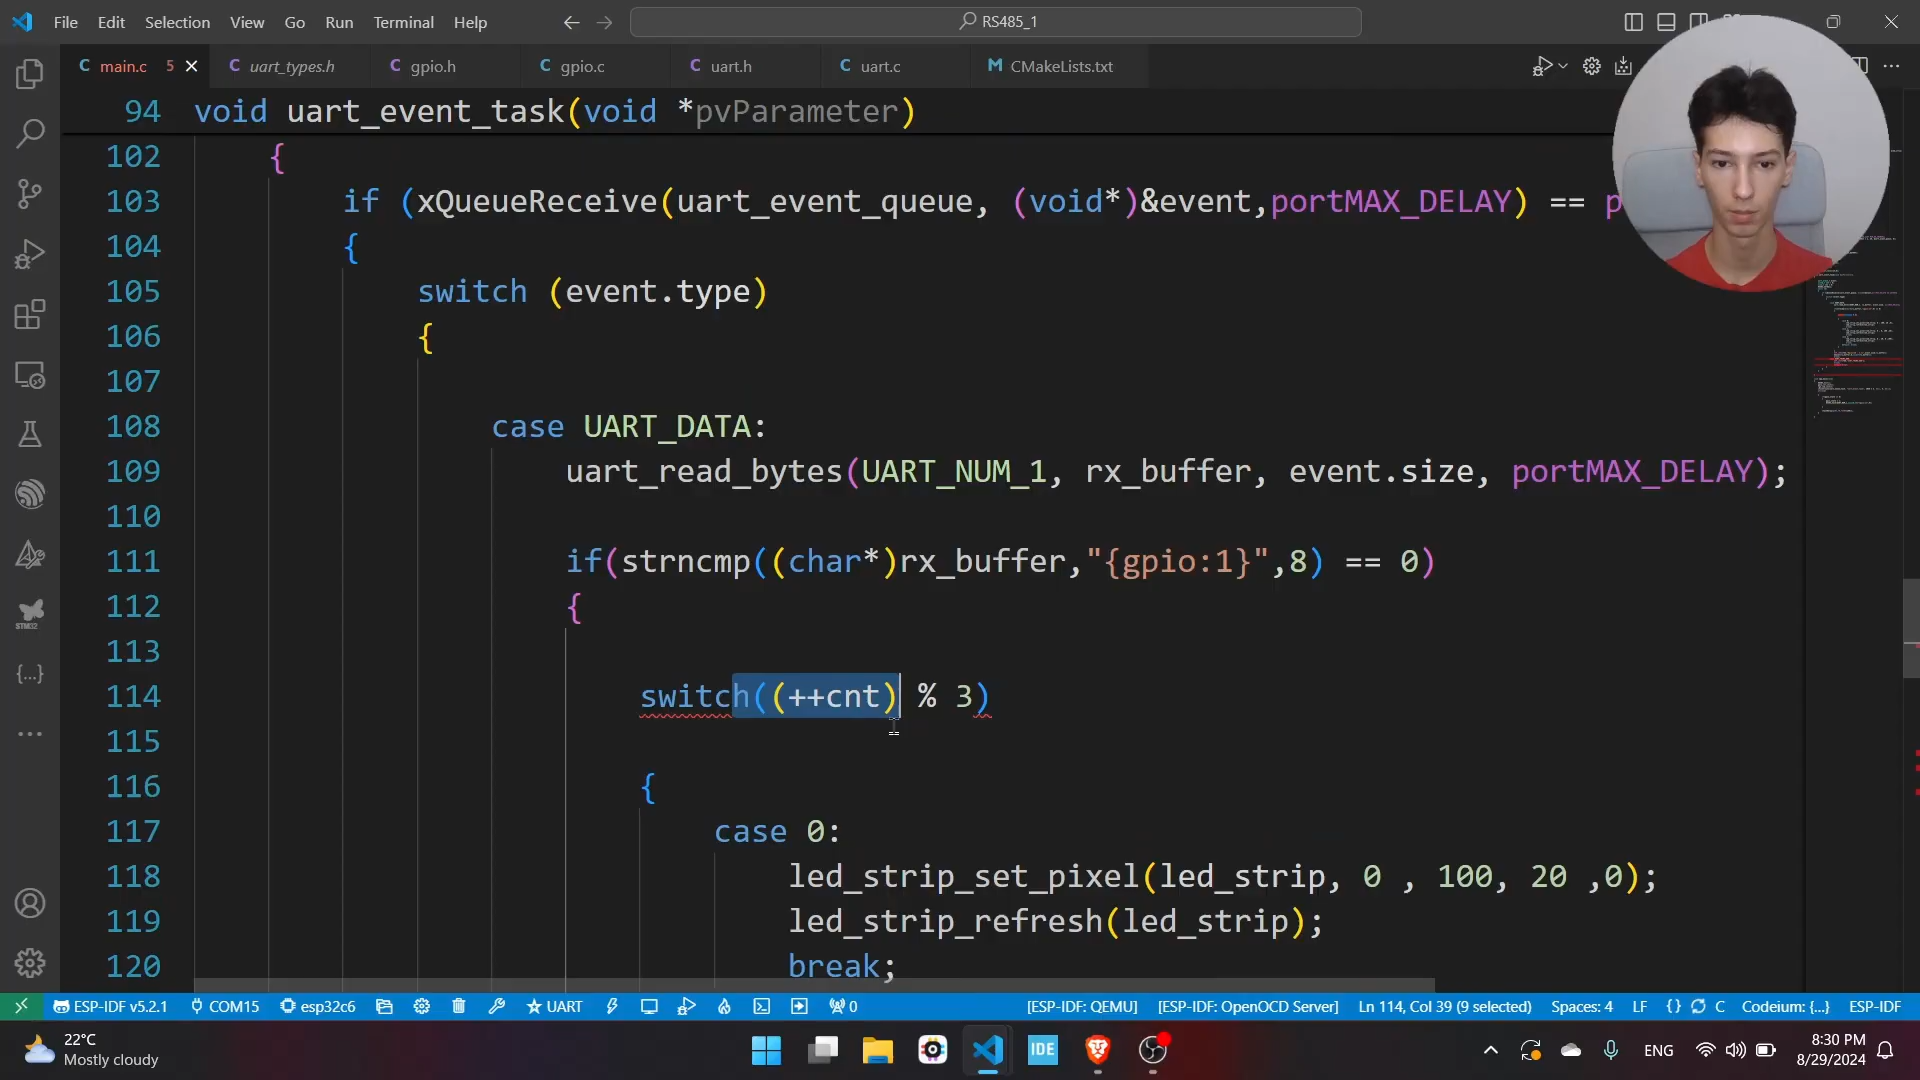 File Edit Selection View Go Run Terminal Help RS485_1
main.c 5 uart_types.h gpio.h gpio.c uart.h uart.c CMakeLists.txt
94 void uart_event_task(void *pvParameter)
102 {
103 if (xQueueReceive(uart_event_queue, (void*)&event,portMAX_DELAY) == p
104 {
105 switch (event.type)
106 {
107
108 case UART_DATA:
109 uart_read_bytes(UART_NUM_1, rx_buffer, event.size, portMAX_DELAY);
110
111 if(strncmp((char*)rx_buffer,"{gpio:1}",8) == 0)
112 {
113
114 switch((++cnt) % 3)
115
116 {
117 case 0:
118 led_strip_set_pixel(led_strip, 0 , 100, 20 ,0);
119 led_strip_refresh(led_strip);
120 break;
STM32
ESP-IDF v5.2.1 COM15 esp32c6 UART 0 [ESP-IDF: QEMU] [ESP-IDF: OpenOCD Server] Ln 114, Col 39 (9 selected) Spaces: 4 LF {} C Codeium: {...} ESP-IDF
22°C
Mostly cloudy
IDE
ENG
8:30 PM
8/29/2024